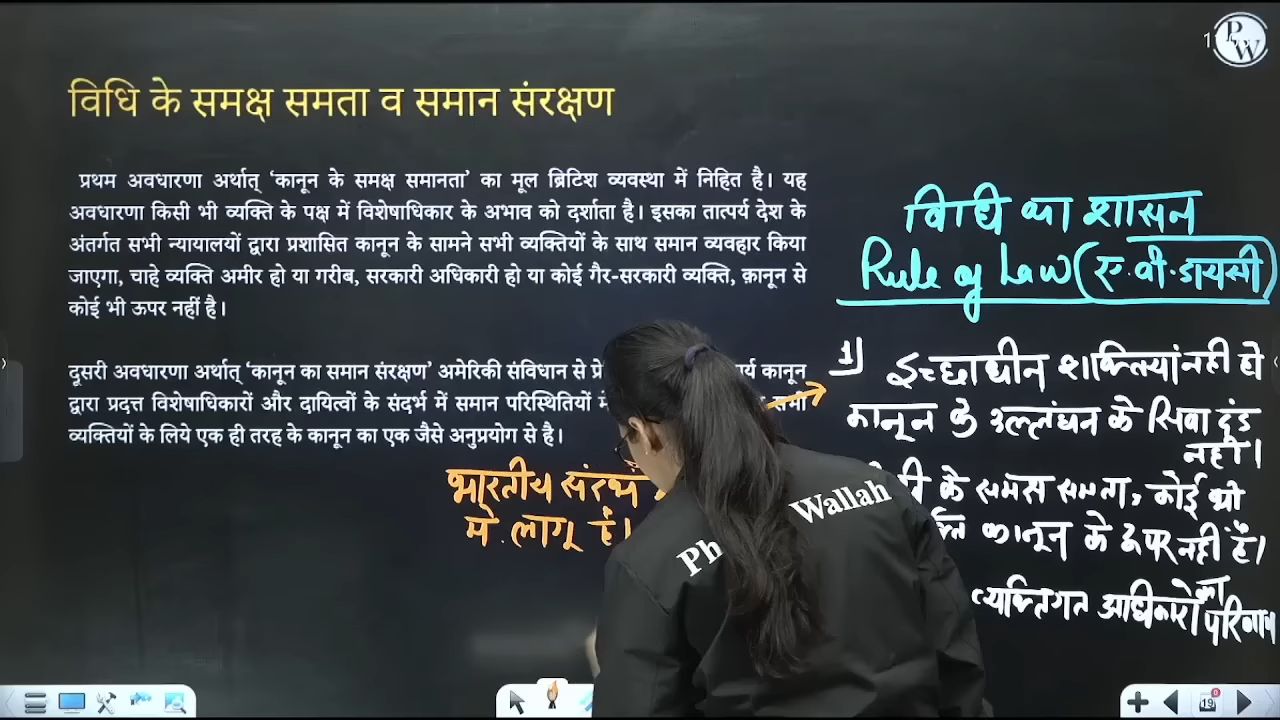 PW
विधि के समक्ष समता व समान संरक्षण
प्रथम अवधारणा अर्थात् ‘कानून के समक्ष समानता’ का मूल ब्रिटिश व्यवस्था में निहित है। यह
अवधारणा किसी भी व्यक्ति के पक्ष में विशेषाधिकार के अभाव को दर्शाता है। इसका तात्पर्य देश के
अंतर्गत सभी न्यायालयों द्वारा प्रशासित कानून के सामने सभी व्यक्तियों के साथ समान व्यवहार किया
जाएगा, चाहे व्यक्ति अमीर हो या गरीब, सरकारी अधिकारी हो या कोई गैर-सरकारी व्यक्ति, क़ानून से
कोई भी ऊपर नहीं है।
दूसरी अवधारणा अर्थात् ‘कानून का समान संरक्षण’ अमेरिकी संविधान से कानून
द्वारा प्रदत्त विशेषाधिकारों और दायित्वों के संदर्भ में समान परिस्थितियों सभी
व्यक्तियों के लिये एक ही तरह के कानून का एक जैसे अनुप्रयोग से है।
भारतीय संदर्भ
में लागू है।
विधि का शासन
Rule of Law (ए.वी.डायसी)
1) इच्छाधीन शक्तियां नही हो
कानून के उल्लंघन के सिवा दंड
नही।
के समक्ष समता, कोई भी
कानून के ऊपर नहीं हैं।
व्यक्तिगत अधिकारों का
Wallah
19